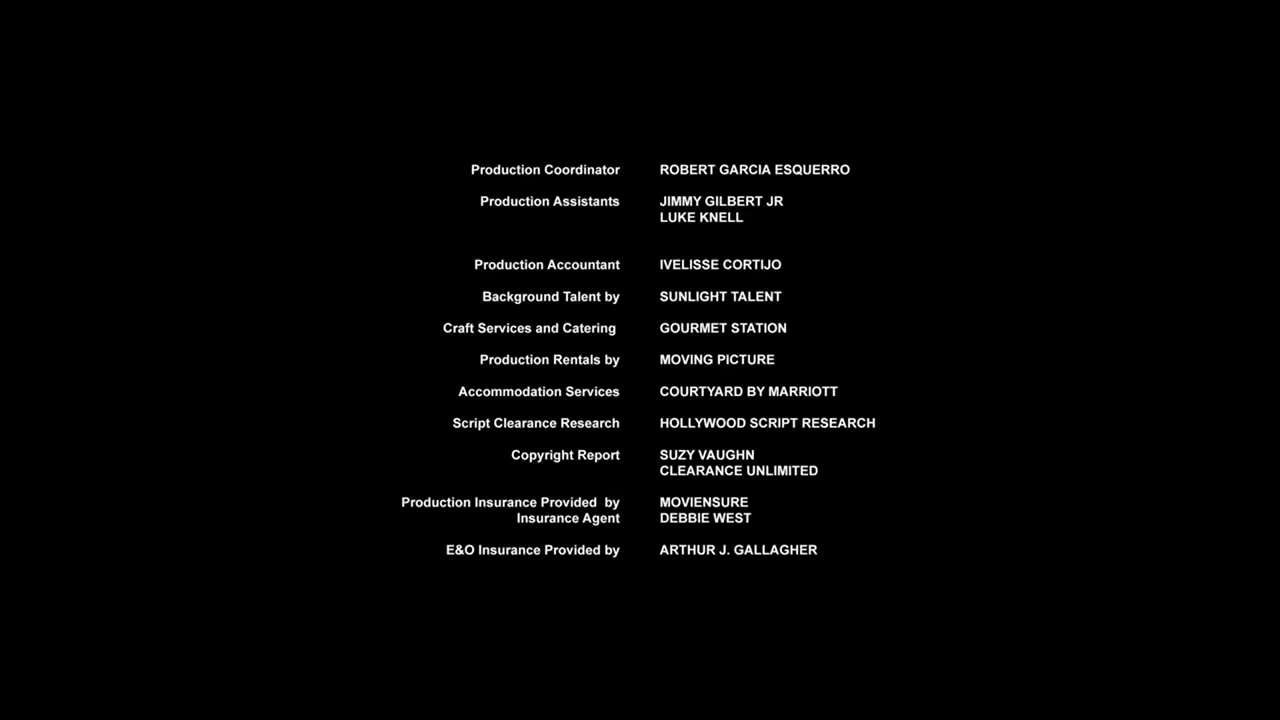 Production Coordinator ROBERT GARCIA ESQUERRO
Production Assistants JIMMY GILBERT JR
LUKE KNELL
Production Accountant IVELISSE CORTIJO
Background Talent by SUNLIGHT TALENT
Craft Services and Catering GOURMET STATION
Production Rentals by MOVING PICTURE
Accommodation Services COURTYARD BY MARRIOTT
Script Clearance Research HOLLYWOOD SCRIPT RESEARCH
Copyright Report SUZY VAUGHN
CLEARANCE UNLIMITED
Production Insurance Provided by MOVIENSURE
Insurance Agent DEBBIE WEST
E&O Insurance Provided by ARTHUR J. GALLAGHER